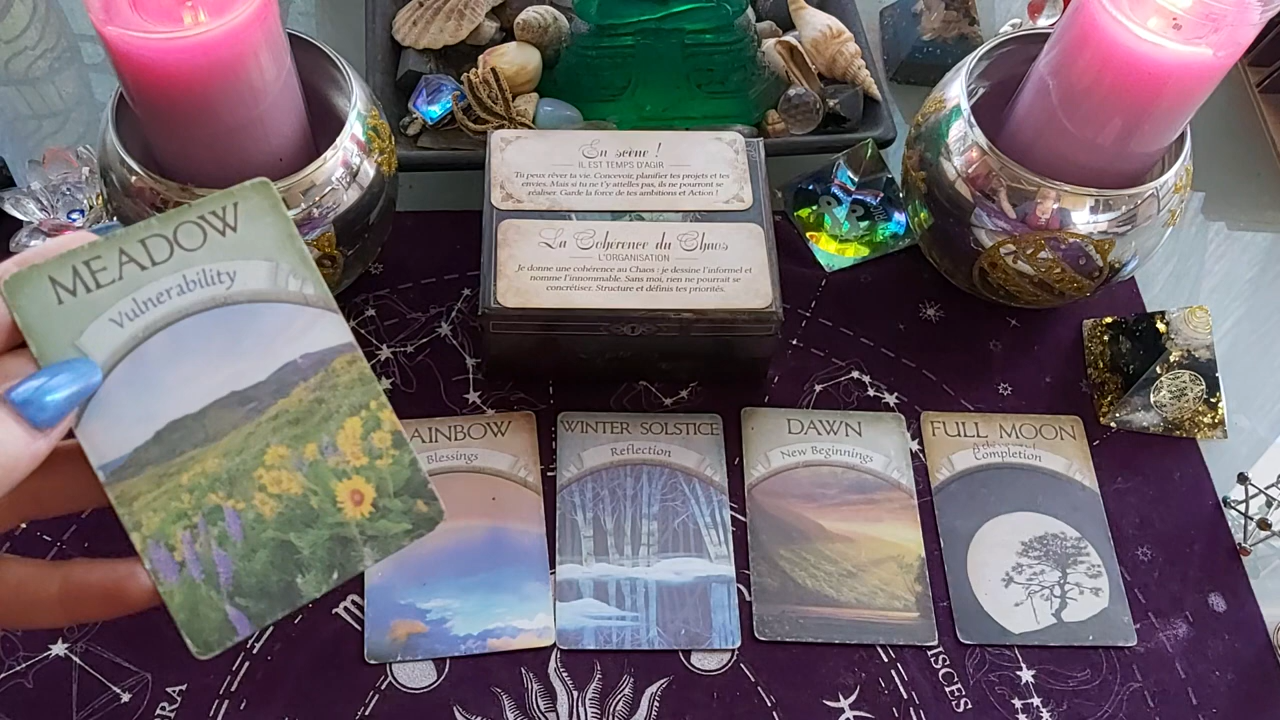 En scène !
IL EST TEMPS D'AGIR
Tu peux rêver ta vie. Concevoir, planifier tes projets et tes
envies. Mais si tu ne t'y attelles pas, ils ne pourront se
réaliser. Garde la force de tes ambitions et Action !
La Cohérence du Chaos
L'ORGANISATION
Je donne une cohérence au Chaos : je dessine l'informel et
nomme l'innommable. Sans moi, rien ne pourrait se
concrétiser. Structure et définis tes priorités.
MEADOW
Vulnerability
AINBOW
Blessings
WINTER SOLSTICE
Reflection
DAWN
New Beginnings
FULL MOON
Completion
ISCES